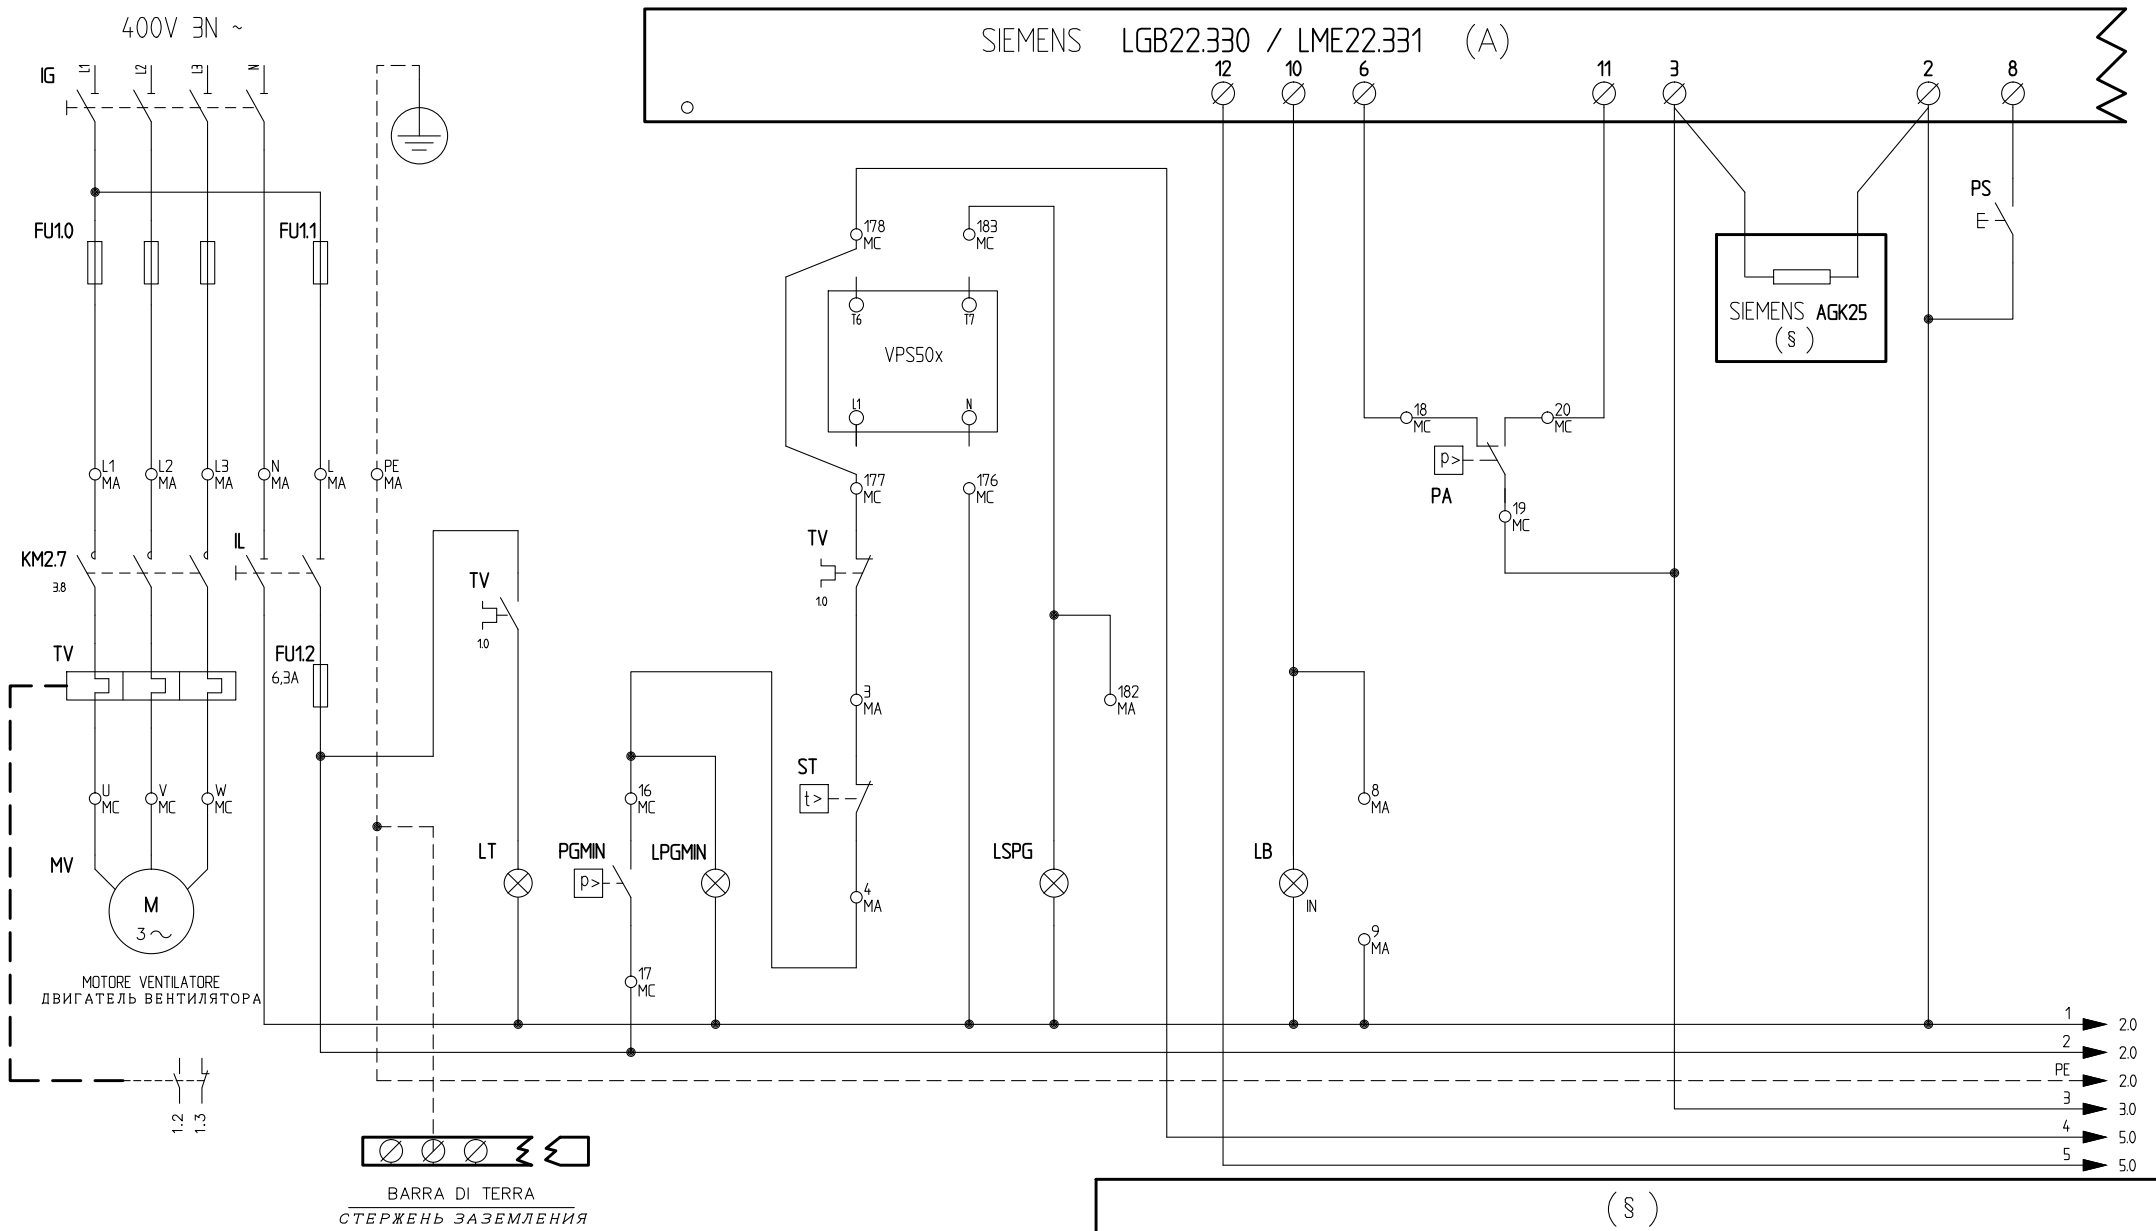 400V 3N ~
SIEMENS LGB22.330 / LME22.331 (A)
12 10 6 11 3 2 8
IG
L1 L2 L3 N
PS
E
FU1.0
FU1.1
178
MC
183
MC
T6
T7
VPS50x
L1
N
SIEMENS AGK25
(§)
18
MC
20
MC
p>
PA
19
MC
L1
MA
L2
MA
L3
MA
N
MA
L
MA
PE
MA
177
MC
176
MC
KM2.7
3.8
IL
TV
1.0
TV
1.0
TV
FU1.2
6,3A
3
MA
182
MA
ST
t>
U
MC
V
MC
W
MC
16
MC
8
MA
MV
M
3~
LT
PGMIN
p>
LPGMIN
4
MA
LSPG
LB
IN
9
MA
17
MC
MOTORE VENTILATORE
ДВИГАТЕЛЬ ВЕНТИЛЯТОРА
1.2
1.3
1 2.0
2 2.0
PE 2.0
3 3.0
4 5.0
5 5.0
BARRA DI TERRA
СТЕРЖЕНЬ ЗАЗЕМЛЕНИЯ
(§)